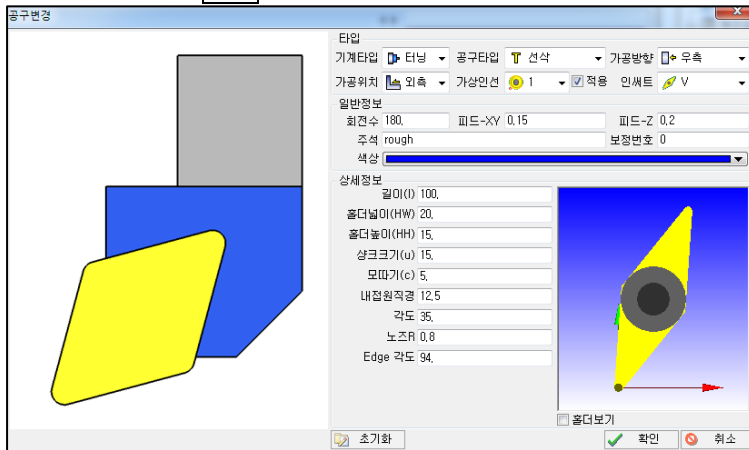 공구변경
타입
기계타입 터닝 공구타입 선삭 가공방향 우측
가공위치 외측 가상인선 1 적용 인써트 V
일반정보
회전수 180, 피드-XY 0,15 피드-Z 0,2
주석 rough 보정번호 0
색상
상세정보
길이(l) 100,
홀더넓이(HW) 20,
홀더높이(HH) 15,
샹크크기(u) 15,
모따기(c) 5,
내접원직경 12,5
각도 35,
노즈R 0,8
Edge 각도 94,
홀더보기
초기화 확인 취소